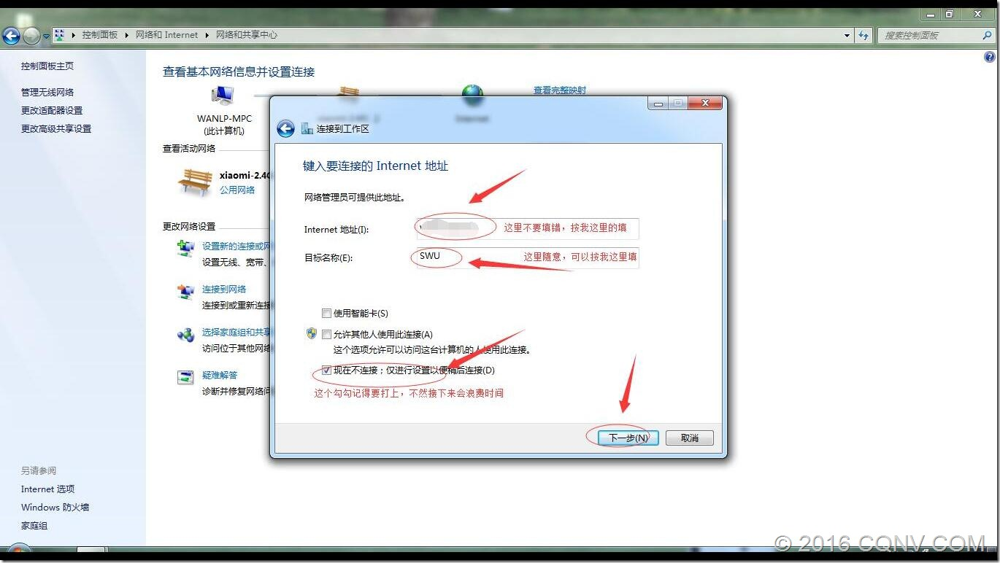 控制面板 网络和 Internet 网络和共享中心
搜索控制面板
控制面板主页
管理无线网络
更改适配器设置
更改高级共享设置
另请参阅
Internet 选项
Windows 防火墙
家庭组
查看基本网络信息并设置连接
查看完整映射
WANLP-MPC
(此计算机)
Internet
查看活动网络
xiaomi-2.4G
公用网络
更改网络设置
设置新的连接或网
设置无线、宽带、
连接到网络
连接到或重新连接
选择家庭组和共享
访问位于其他网络
疑难解答
诊断并修复网络问
连接到工作区
键入要连接的 Internet 地址
网络管理员可提供此地址。
Internet 地址(I):
这里不要填错，按我这里的填
目标名称(E):
SWU
这里随意，可以按我这里填
使用智能卡(S)
允许其他人使用此连接(A)
这个选项允许可以访问这台计算机的人使用此连接。
现在不连接；仅进行设置以便稍后连接(D)
这个勾勾记得要打上，不然接下来会浪费时间
下一步(N)
取消
© 2016 CQNV.COM